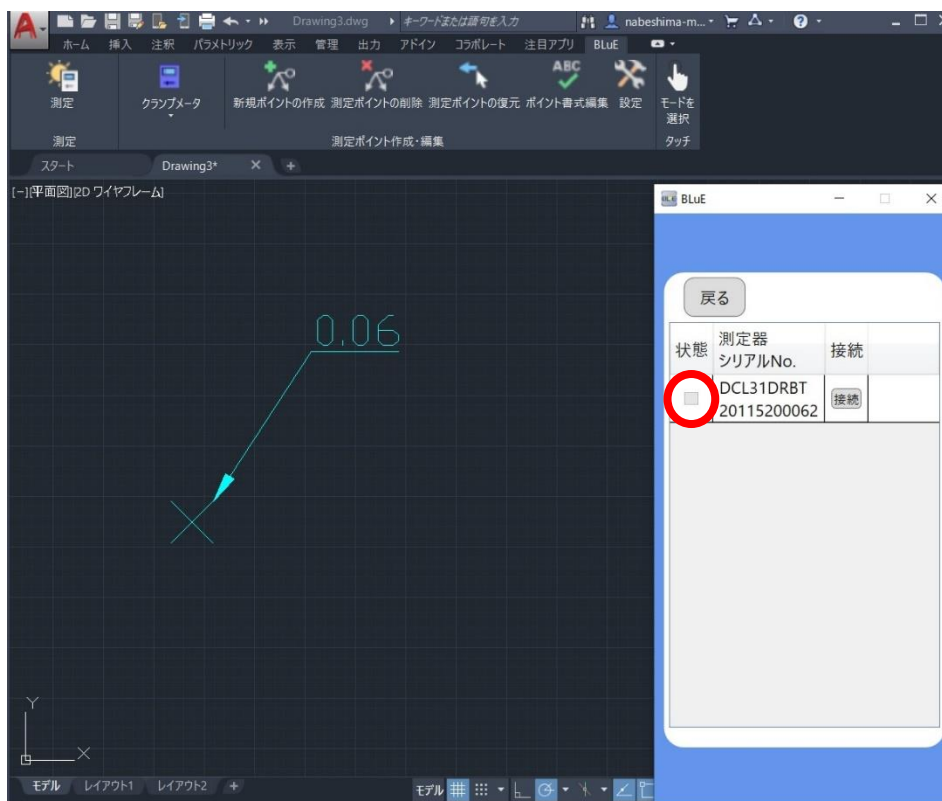 A Drawing3.dwg キーワードまたは語句を入力 nabeshima-m...
ホーム 挿入 注釈 パラメトリック 表示 管理 出力 アドイン コラボレート 注目アプリ BLuE
ABC
測定 クランプメータ 新規ポイントの作成 測定ポイントの削除 測定ポイントの復元 ポイント書式編集 設定 モードを
選択
測定 測定ポイント作成・編集 タッチ
スタート Drawing3* +
[-][平面図][2D ワイヤフレーム]
BLuE
戻る
状態 測定器
シリアルNo. 接続
DCL31DRBT
20115200062 接続
0.06
Y
X
モデル レイアウト1 レイアウト2 + モデル